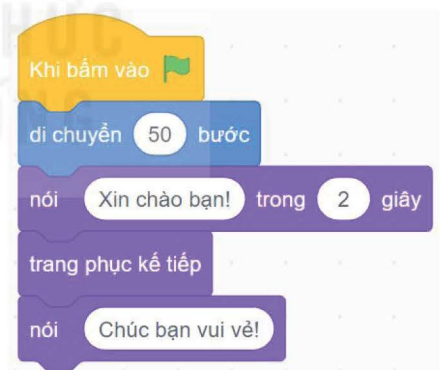 Khi bấm vào
di chuyển 50 bước
nói Xin chào bạn! trong 2 giây
trang phục kế tiếp
nói Chúc bạn vui vẻ!